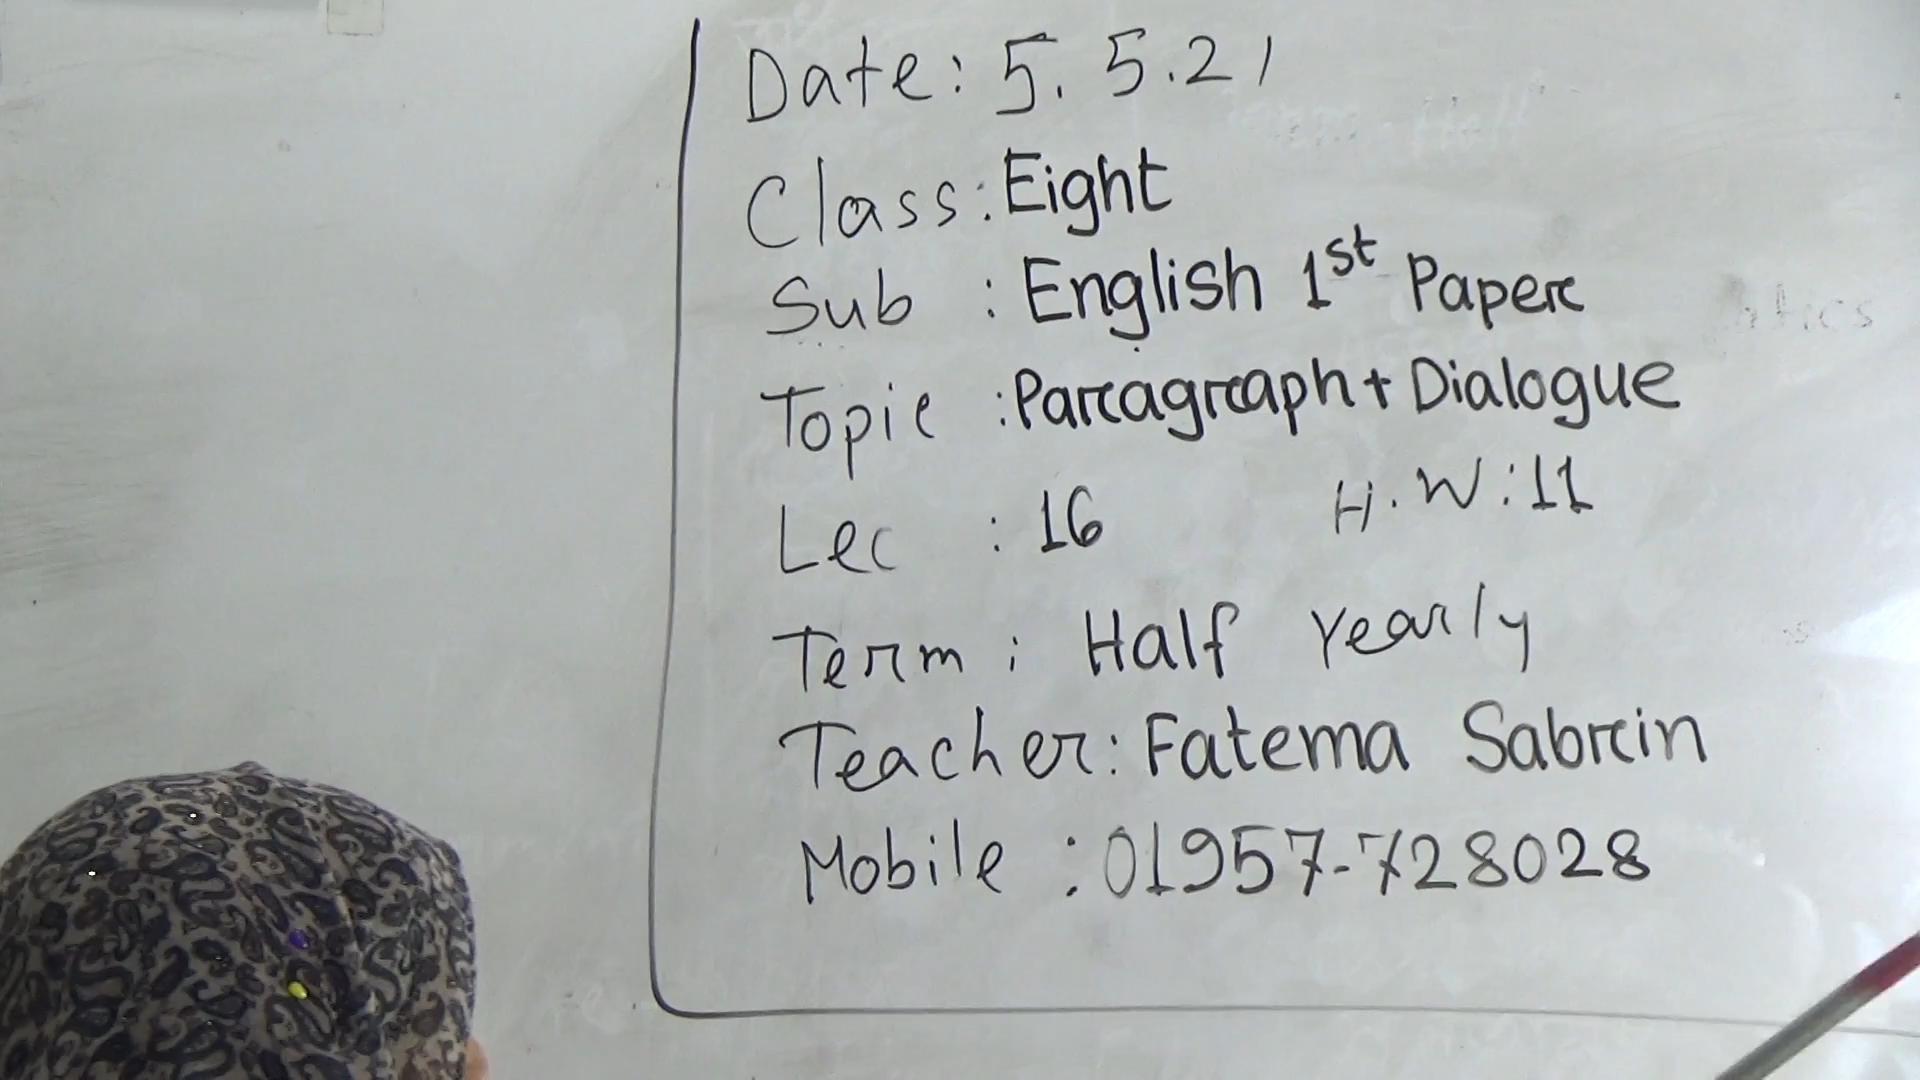 Date: 5. 5.21
Class: Eight
Sub : English 1st Paper
Topic : Paragraph + Dialogue
Lec : 16 H.W:11
Term : Half Yearly
Teacher: Fatema Sabrin
Mobile : 01957-728028